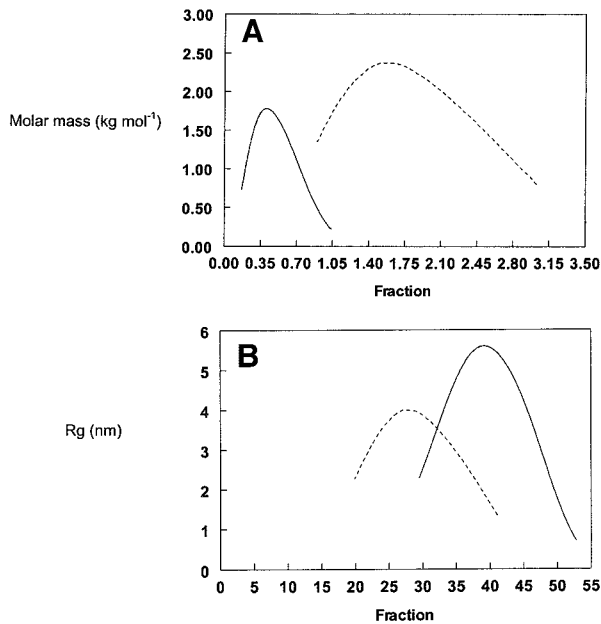 A
3.00
2.50
2.00
1.50
1.00
0.50
0.00
Molar mass (kg mol⁻¹)
0.00 0.35 0.70 1.05 1.40 1.75 2.10 2.45 2.80 3.15 3.50
Fraction
B
6
5
4
3
2
1
0
Rg (nm)
0 5 10 15 20 25 30 35 40 45 50 55
Fraction